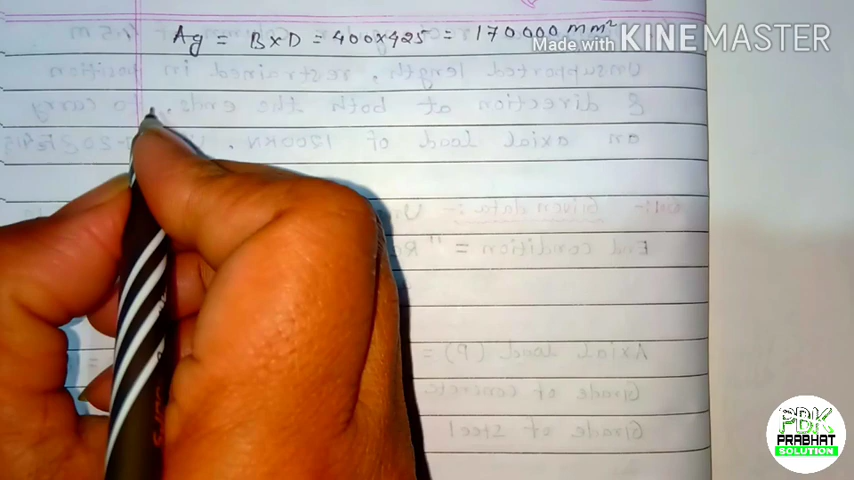 Ag = B×D = 400×425 = 170000 mm²
Made with KINEMASTER
Unsupported length, restrained in position
& direction at both the ends, to carry
an axial load of 1200KN.
Given data:-
End condition = "
Axial load (P) =
Grade of concrete
Grade of steel
PBK
PRABHAT
SOLUTION